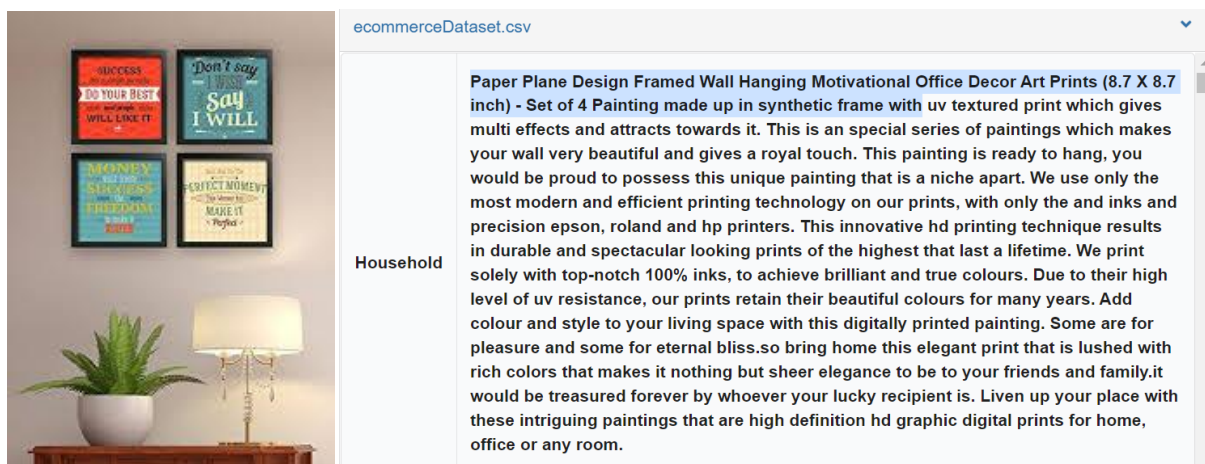 SUCCESS
DO YOUR BEST
WILL LIKE IT
Don't say
I WISH
Say
I WILL
MONEY
SUCCESS
FREEDOM
PERFECT MOMENT
MAKE IT
Perfect
ecommerceDataset.csv
Household
Paper Plane Design Framed Wall Hanging Motivational Office Decor Art Prints (8.7 X 8.7
inch) - Set of 4 Painting made up in synthetic frame with uv textured print which gives
multi effects and attracts towards it. This is an special series of paintings which makes
your wall very beautiful and gives a royal touch. This painting is ready to hang, you
would be proud to possess this unique painting that is a niche apart. We use only the
most modern and efficient printing technology on our prints, with only the and inks and
precision epson, roland and hp printers. This innovative hd printing technique results
in durable and spectacular looking prints of the highest that last a lifetime. We print
solely with top-notch 100% inks, to achieve brilliant and true colours. Due to their high
level of uv resistance, our prints retain their beautiful colours for many years. Add
colour and style to your living space with this digitally printed painting. Some are for
pleasure and some for eternal bliss.so bring home this elegant print that is lushed with
rich colors that makes it nothing but sheer elegance to be to your friends and family.it
would be treasured forever by whoever your lucky recipient is. Liven up your place with
these intriguing paintings that are high definition hd graphic digital prints for home,
office or any room.